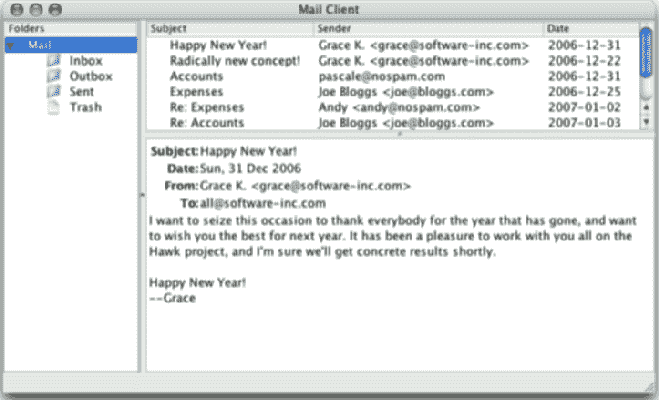 Mail Client
Folders
Mail
Inbox
Outbox
Sent
Trash
Subject Sender Date
Happy New Year! Grace K. <grace@software-inc.com> 2006-12-31
Radically new concept! Grace K. <grace@software-inc.com> 2006-12-22
Accounts pascale@nospam.com 2006-12-31
Expenses Joe Bloggs <joe@bloggs.com> 2006-12-25
Re: Expenses Andy <andy@nospam.com> 2007-01-02
Re: Accounts Joe Bloggs <joe@bloggs.com> 2007-01-03
Subject: Happy New Year!
Date: Sun, 31 Dec 2006
From: Grace K. <grace@software-inc.com>
To: all@software-inc.com
I want to seize this occasion to thank everybody for the year that has gone, and want
to wish you the best for next year. It has been a pleasure to work with you all on the
Hawk project, and I'm sure we'll get concrete results shortly.
Happy New Year!
--Grace